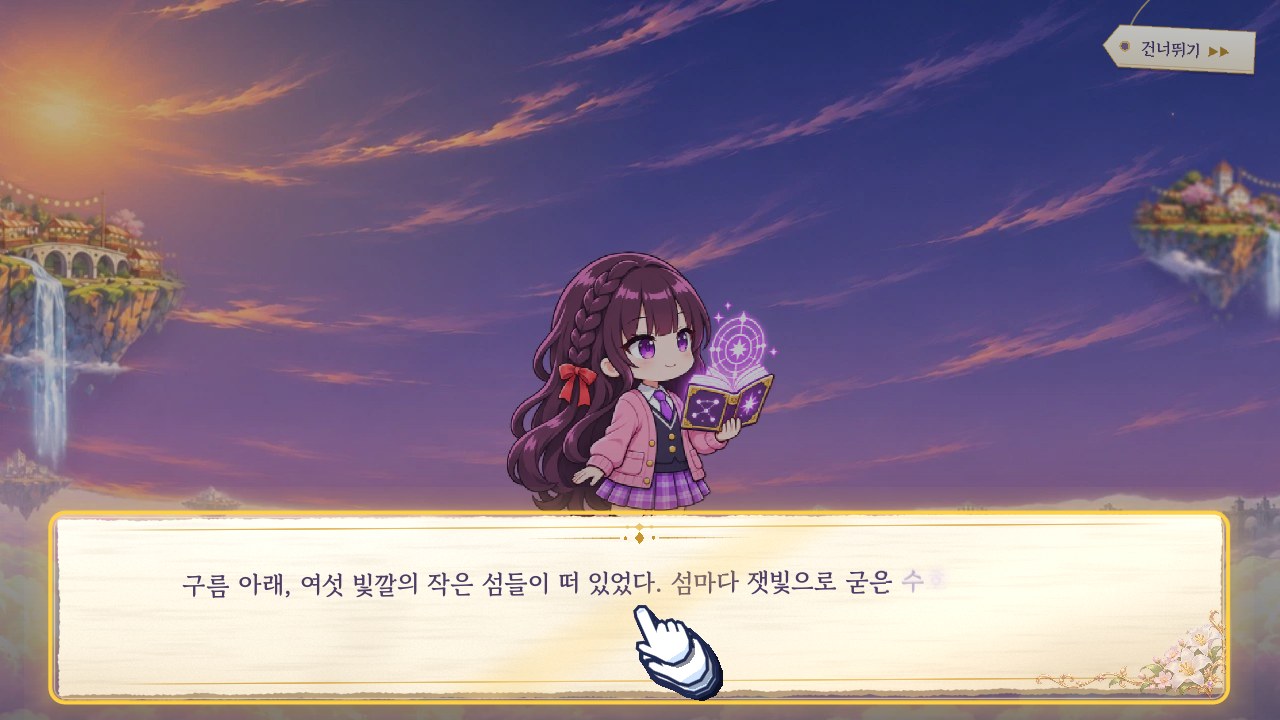 건너뛰기
구름 아래, 여섯 빛깔의 작은 섬들이 떠 있었다. 섬마다 잿빛으로 굳은 수